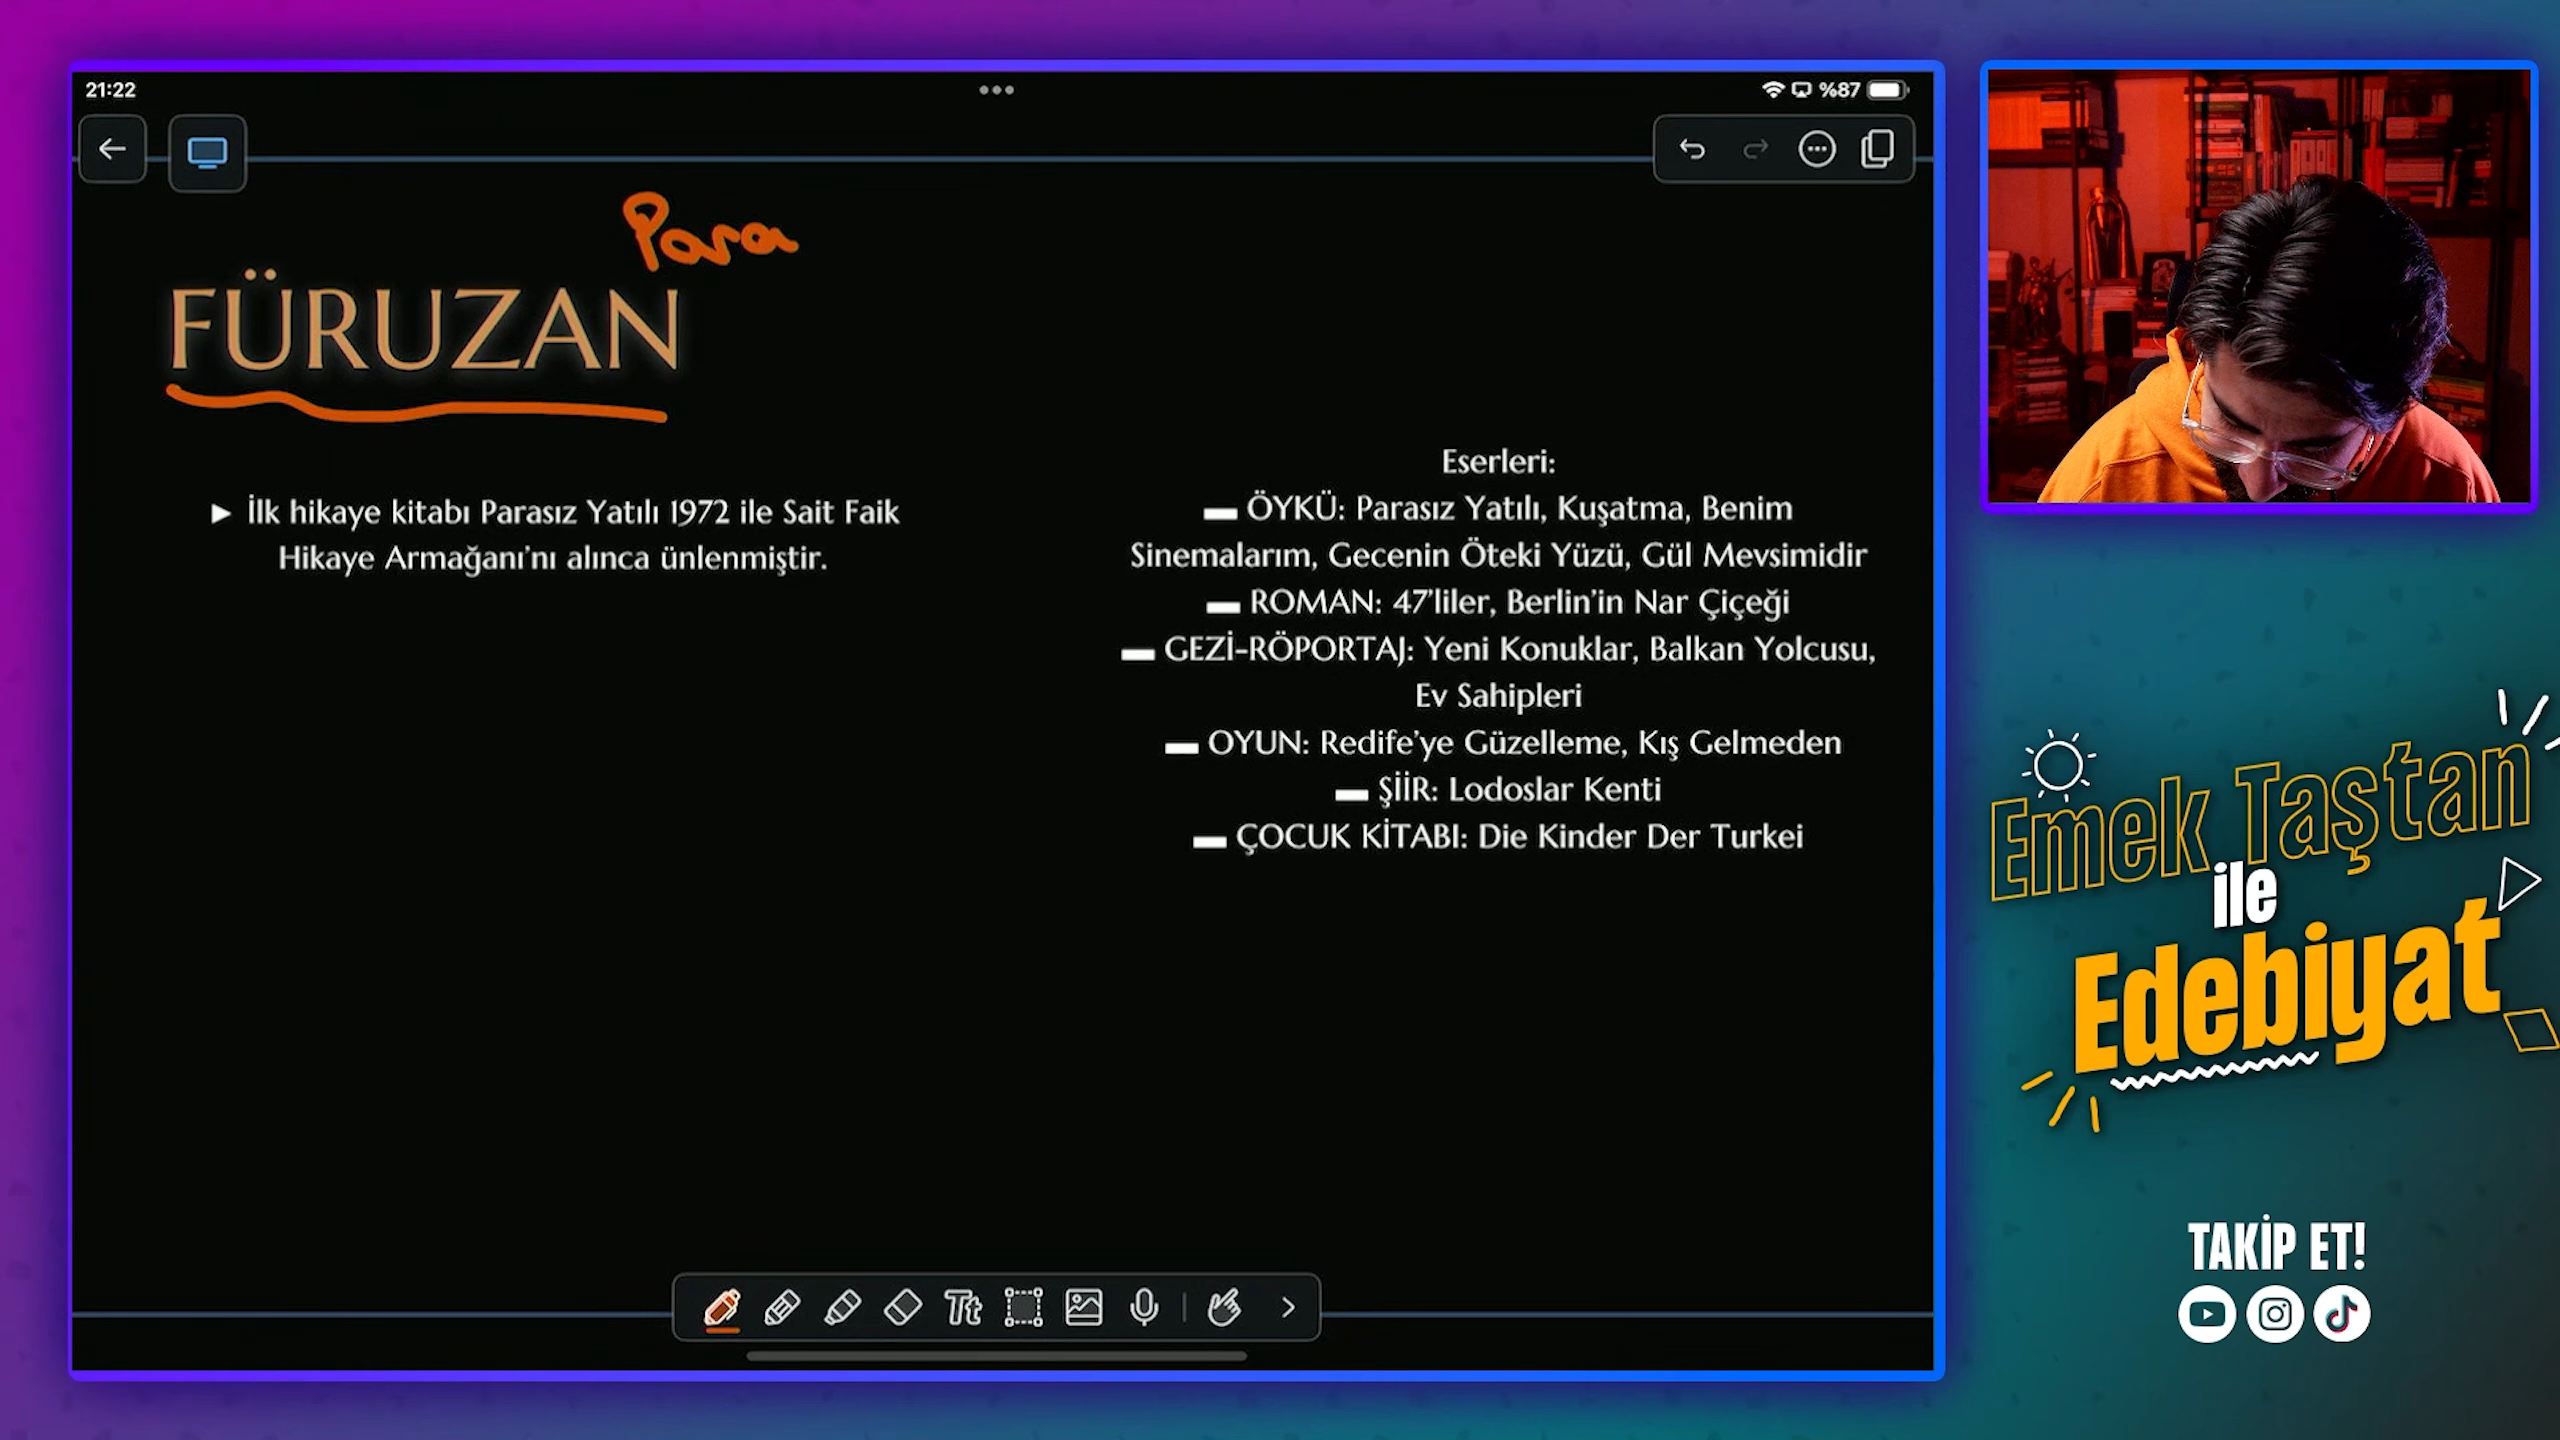 21:22
%87
Para
FÜRUZAN
► İlk hikaye kitabı Parasız Yatılı 1972 ile Sait Faik
Hikaye Armağanı'nı alınca ünlenmiştir.
Eserleri:
▬ ÖYKÜ: Parasız Yatılı, Kuşatma, Benim
Sinemalarım, Gecenin Öteki Yüzü, Gül Mevsimidir
▬ ROMAN: 47'liler, Berlin'in Nar Çiçeği
▬ GEZİ-RÖPORTAJ: Yeni Konuklar, Balkan Yolcusu,
Ev Sahipleri
▬ OYUN: Redife'ye Güzelleme, Kış Gelmeden
▬ ŞİİR: Lodoslar Kenti
▬ ÇOCUK KİTABI: Die Kinder Der Turkei
Tt
Emek Taştan
ile
Edebiyat
TAKİP ET!